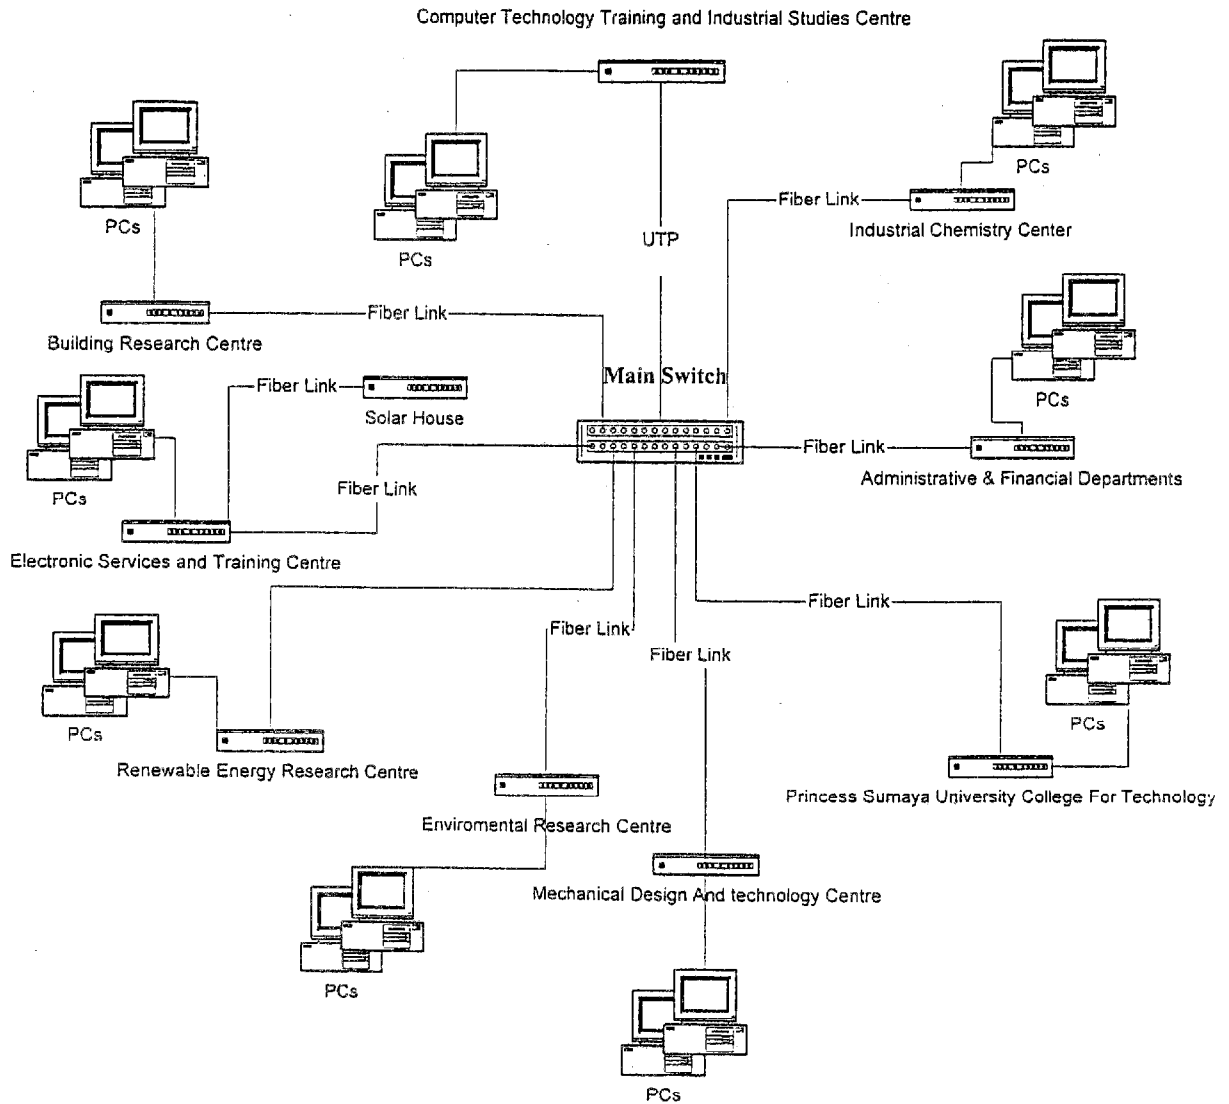 Computer Technology Training and Industrial Studies Centre
PCs
Fiber Link
Industrial Chemistry Center
PCs
UTP
PCs
Fiber Link
Building Research Centre
Main Switch
Fiber Link
Solar House
PCs
Fiber Link
Administrative & Financial Departments
PCs
Fiber Link
Electronic Services and Training Centre
Fiber Link
Fiber Link
Fiber Link
PCs
PCs
Renewable Energy Research Centre
Princess Sumaya University College For Technology
Enviromental Research Centre
Mechanical Design And technology Centre
PCs
PCs